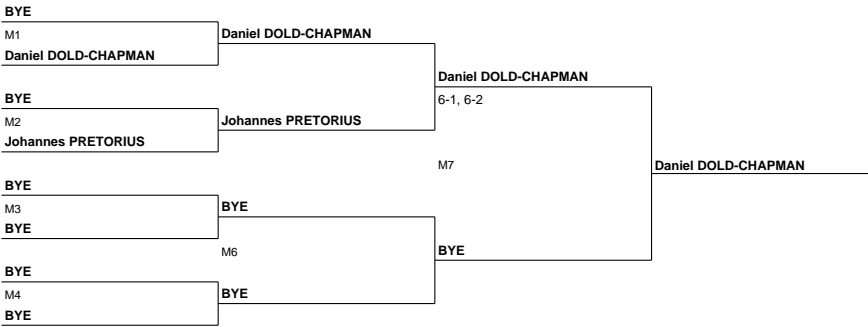 BYE
M1
Daniel DOLD-CHAPMAN
Daniel DOLD-CHAPMAN
BYE
M2
Johannes PRETORIUS
Johannes PRETORIUS
Daniel DOLD-CHAPMAN
6-1, 6-2
BYE
M3
BYE
BYE
M6
BYE
M4
BYE
BYE
BYE
M7
Daniel DOLD-CHAPMAN